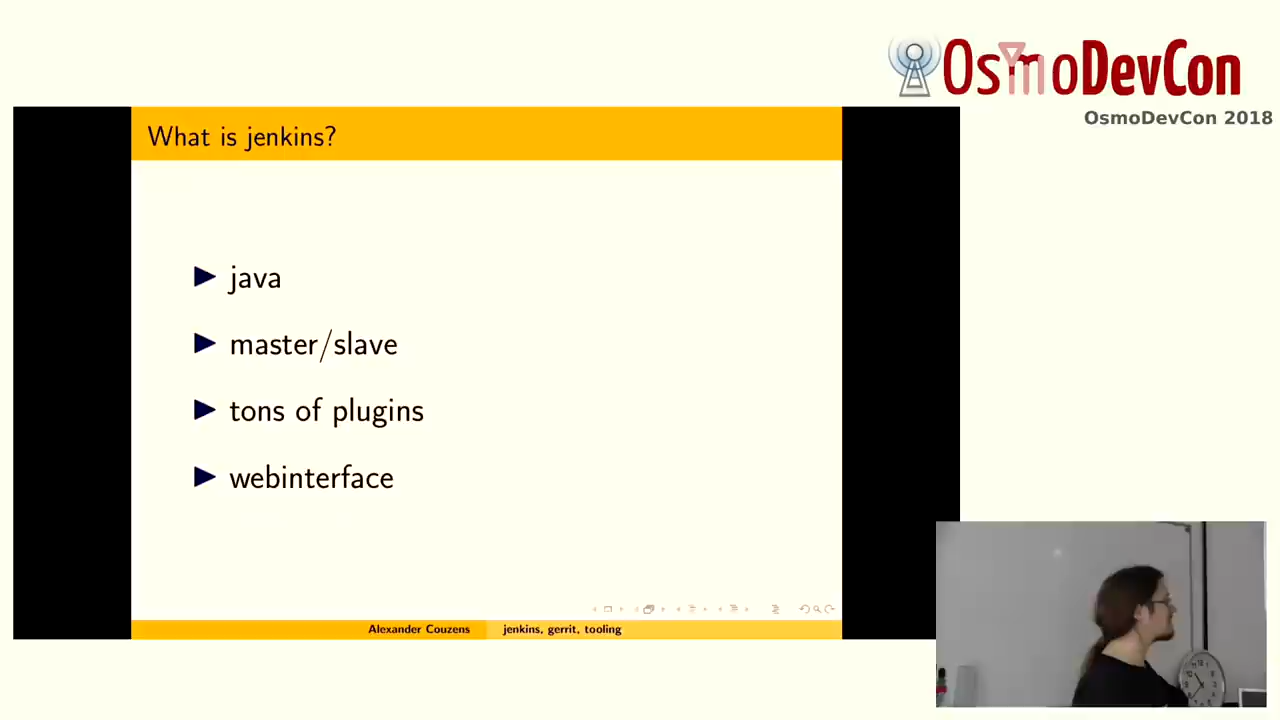 OsmoDevCon
OsmoDevCon 2018
What is jenkins?
java
master/slave
tons of plugins
webinterface
Alexander Couzens
jenkins, gerrit, tooling